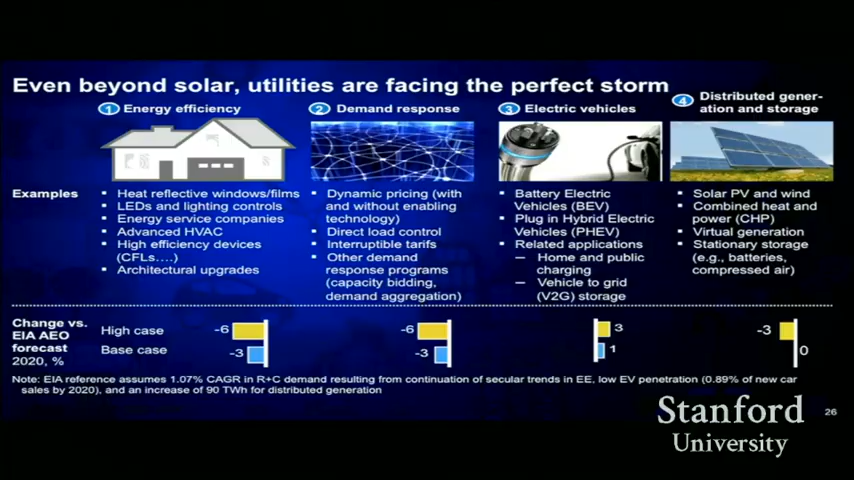 Even beyond solar, utilities are facing the perfect storm
1 Energy efficiency
2 Demand response
3 Electric vehicles
4 Distributed gener-
ation and storage
Examples
▪ Heat reflective windows/films
▪ LEDs and lighting controls
▪ Energy service companies
▪ Advanced HVAC
▪ High efficiency devices
(CFLs....)
▪ Architectural upgrades
▪ Dynamic pricing (with
and without enabling
technology)
▪ Direct load control
▪ Interruptible tarifs
▪ Other demand
response programs
(capacity bidding,
demand aggregation)
▪ Battery Electric
Vehicles (BEV)
▪ Plug in Hybrid Electric
Vehicles (PHEV)
▪ Related applications
– Home and public
charging
– Vehicle to grid
(V2G) storage
▪ Solar PV and wind
▪ Combined heat and
power (CHP)
▪ Virtual generation
▪ Stationary storage
(e.g., batteries,
compressed air)
Change vs.
EIA AEO
forecast
2020, %
High case
-6
-6
3
-3
Base case
-3
-3
1
0
Note: EIA reference assumes 1.07% CAGR in R+C demand resulting from continuation of secular trends in EE, low EV penetration (0.89% of new car
sales by 2020), and an increase of 90 TWh for distributed generation
Stanford
University
26